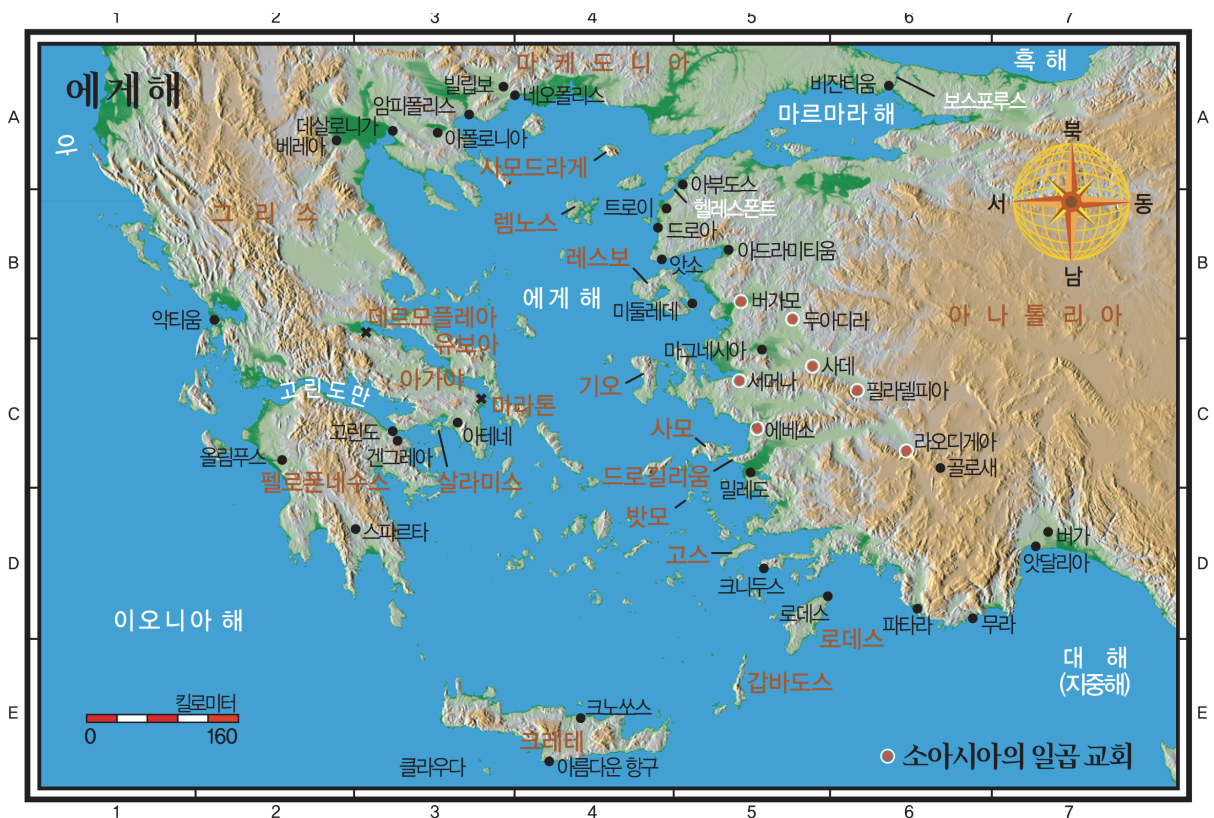 1 2 3 4 5 6 7
에게해
마 케 도 니 아
흑 해
빌립보
네오폴리스
비잔티움
보스포루스
암피폴리스
마르마라 해
A
A
데살로니가
아폴로니아
베레아
우
북
사모드라게
아부도스
서
동
헬레스폰트
트로이
그 리 스
렘노스
드로아
아드라미티움
레스보
앗소
남
B
B
에게 해
버가모
미둘레데
악티움
데르모퓰레아
두아디라
아 나 톨 리 아
유보아
마그네시아
사데
아가야
기오
서머나
필라델피아
고린도만
마라톤
C
C
고린도
아테네
사모
에베소
라오디게아
올림푸스
겐그레아
골로새
펠로폰네수스
살라미스
드로길리움
밀레도
밧모
스파르타
버가
고스
앗달리아
D
D
크니두스
로데스
이오니아 해
파타라
무라
로데스
대 해
(지중해)
갑바도스
킬로미터
크노쏘스
E
E
0 160
크레테
클라우다
아름다운 항구
소아시아의 일곱 교회
1 2 3 4 5 6 7